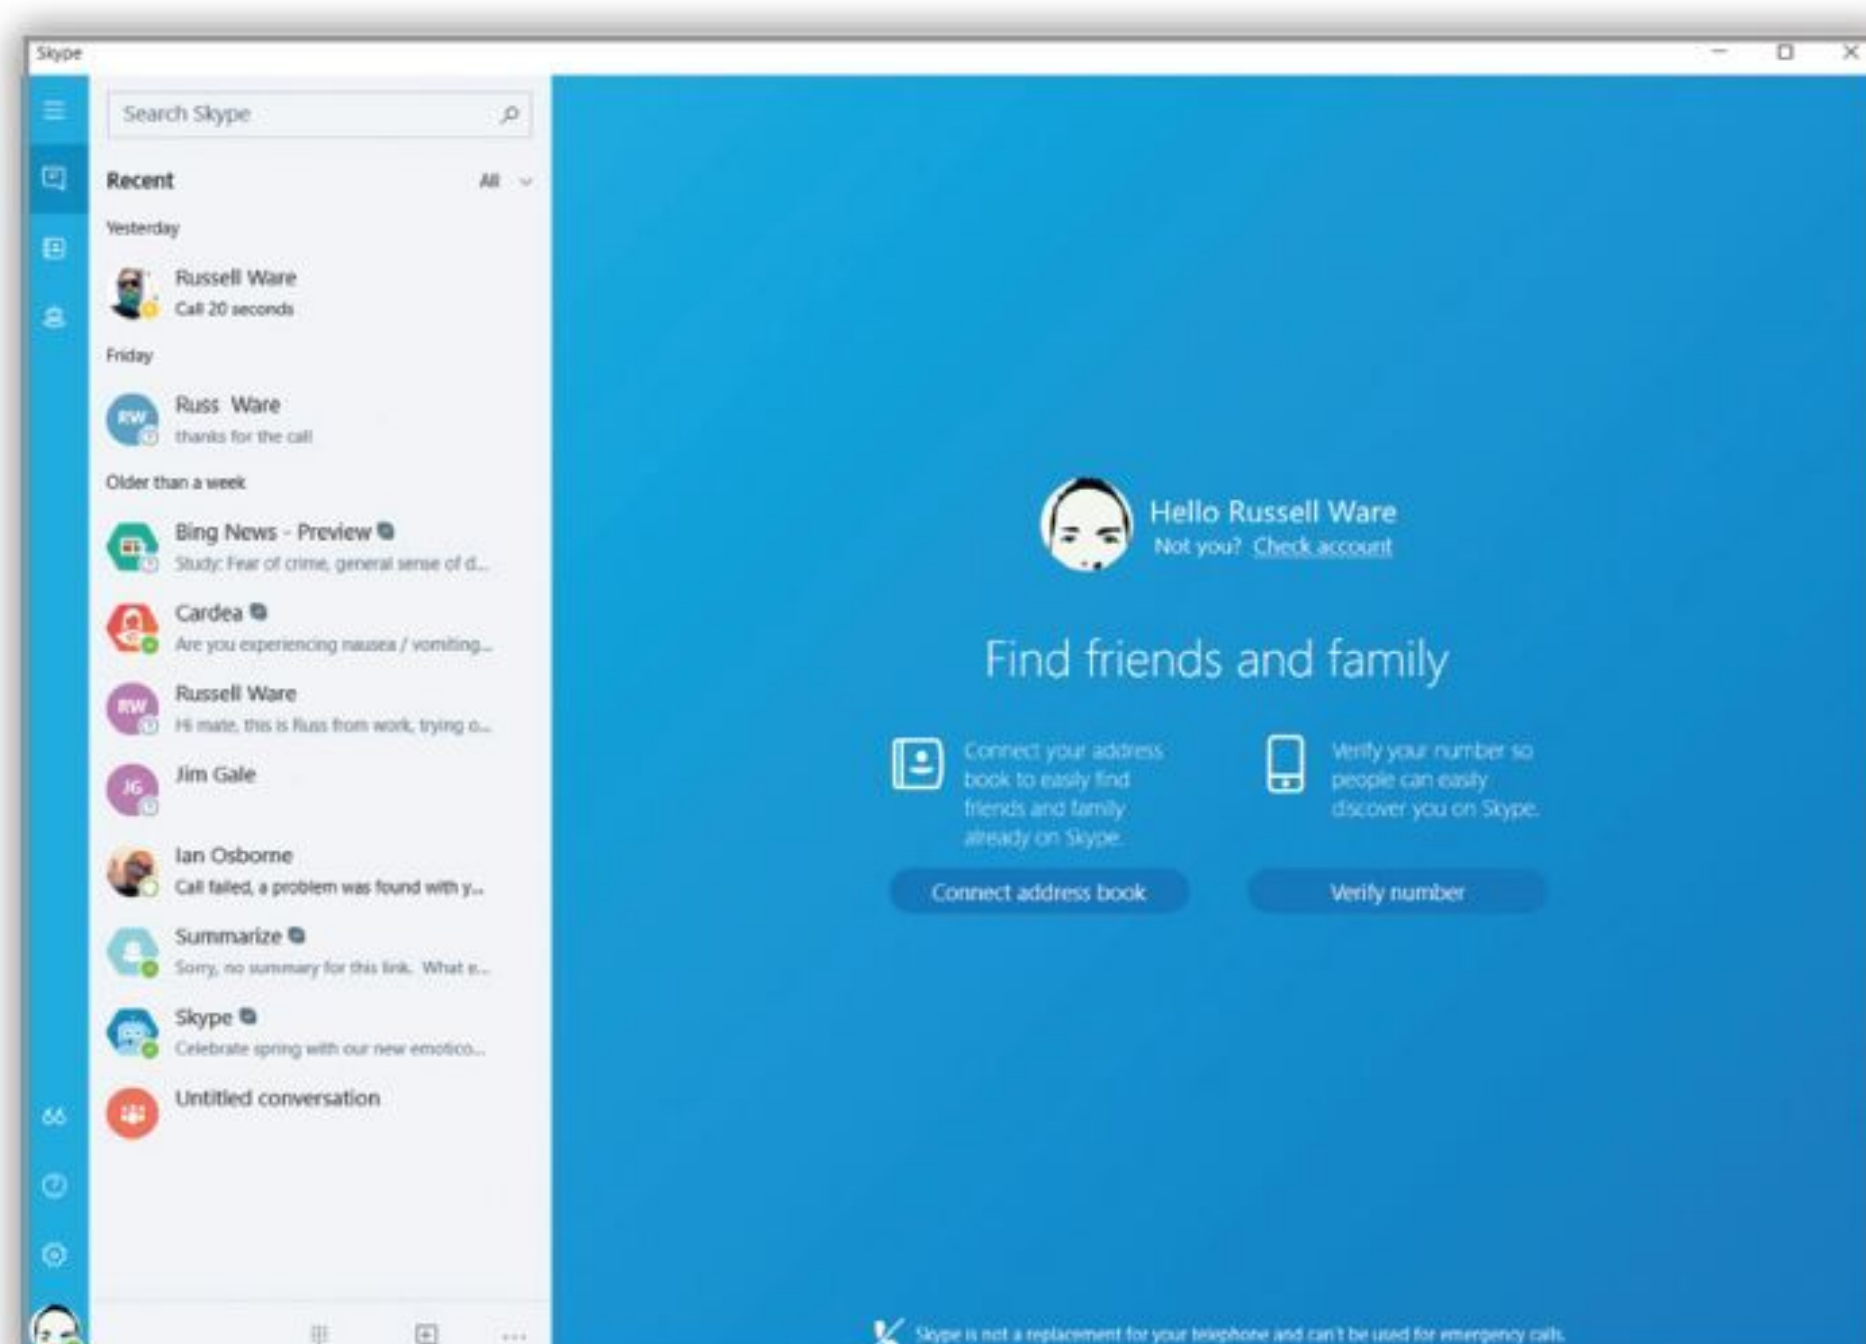 Skype
Search Skype
Recent
All
Yesterday
Russell Ware
Call 20 seconds
Friday
RW
Russ Ware
thanks for the call
Older than a week
Bing News - Preview
Study: Fear of crime, general sense of d...
Cardea
Are you experiencing nausea / vomiting...
RW
Russell Ware
Hi mate, this is Russ from work, trying o...
JG
Jim Gale
Ian Osborne
Call failed, a problem was found with y...
Summarize
Sorry, no summary for this link. What e...
Skype
Celebrate spring with our new emotico...
Untitled conversation
Hello Russell Ware
Not you? Check account
Find friends and family
Connect your address
book to easily find
friends and family
already on Skype.
Connect address book
Verify your number so
people can easily
discover you on Skype.
Verify number
Skype is not a replacement for your telephone and can't be used for emergency calls.